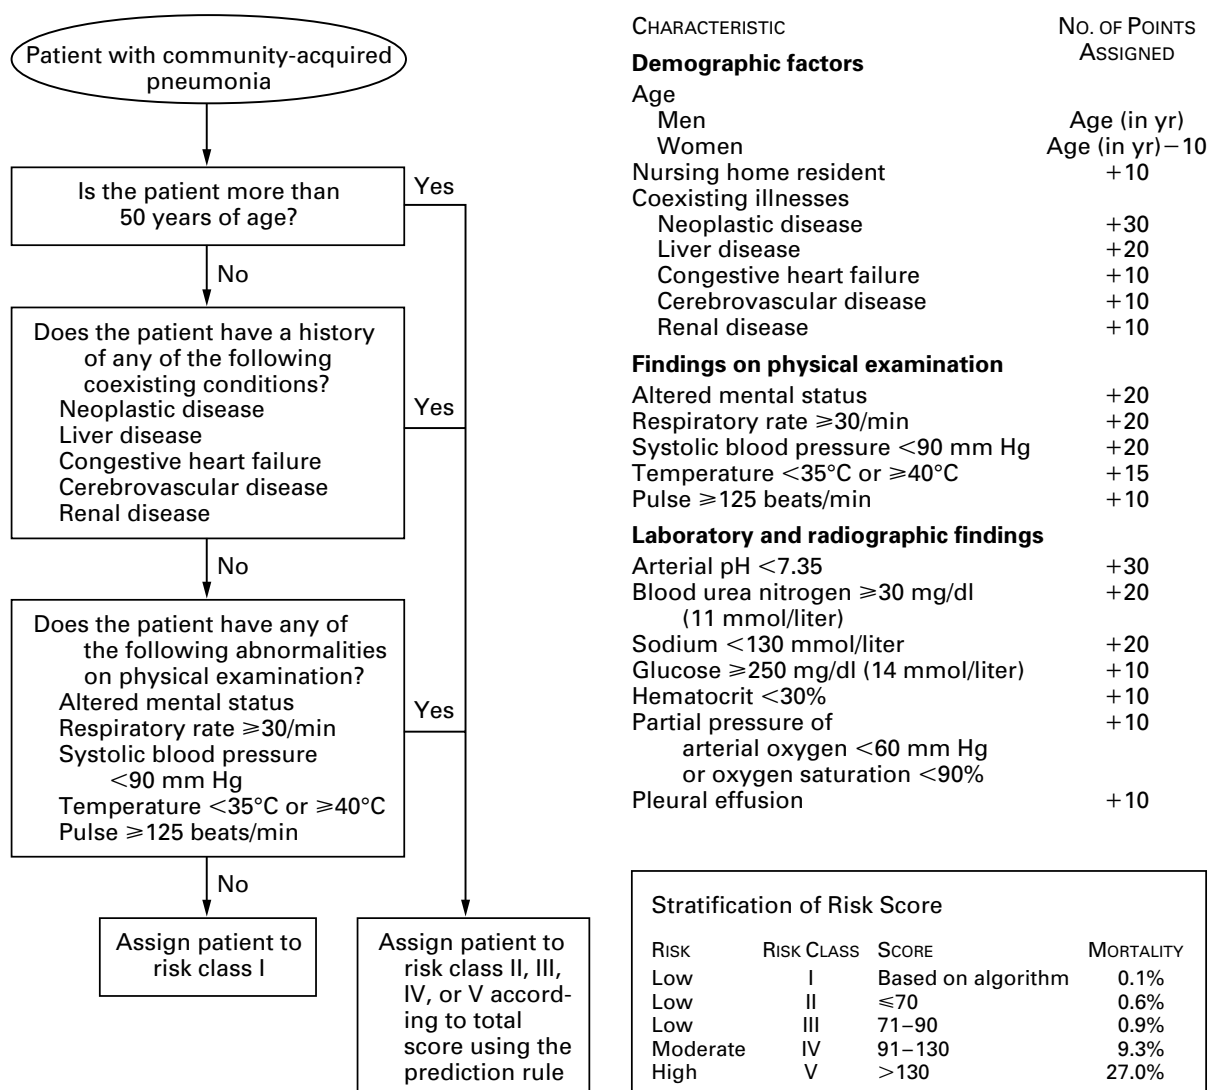 Patient with community-acquired
pneumonia
Is the patient more than
50 years of age?
Yes
No
Does the patient have a history
of any of the following
coexisting conditions?
Neoplastic disease
Liver disease
Congestive heart failure
Cerebrovascular disease
Renal disease
Yes
No
Does the patient have any of
the following abnormalities
on physical examination?
Altered mental status
Respiratory rate ≥30/min
Systolic blood pressure
<90 mm Hg
Temperature <35°C or ≥40°C
Pulse ≥125 beats/min
Yes
No
Assign patient to
risk class I
Assign patient to
risk class II, III,
IV, or V accord-
ing to total
score using the
prediction rule
CHARACTERISTIC NO. OF POINTS
ASSIGNED
Demographic factors
Age
Men Age (in yr)
Women Age (in yr)−10
Nursing home resident +10
Coexisting illnesses
Neoplastic disease +30
Liver disease +20
Congestive heart failure +10
Cerebrovascular disease +10
Renal disease +10
Findings on physical examination
Altered mental status +20
Respiratory rate ≥30/min +20
Systolic blood pressure <90 mm Hg +20
Temperature <35°C or ≥40°C +15
Pulse ≥125 beats/min +10
Laboratory and radiographic findings
Arterial pH <7.35 +30
Blood urea nitrogen ≥30 mg/dl +20
(11 mmol/liter)
Sodium <130 mmol/liter +20
Glucose ≥250 mg/dl (14 mmol/liter) +10
Hematocrit <30% +10
Partial pressure of +10
arterial oxygen <60 mm Hg
or oxygen saturation <90%
Pleural effusion +10
Stratification of Risk Score
RISK RISK CLASS SCORE MORTALITY
Low I Based on algorithm 0.1%
Low II ≤70 0.6%
Low III 71–90 0.9%
Moderate IV 91–130 9.3%
High V >130 27.0%